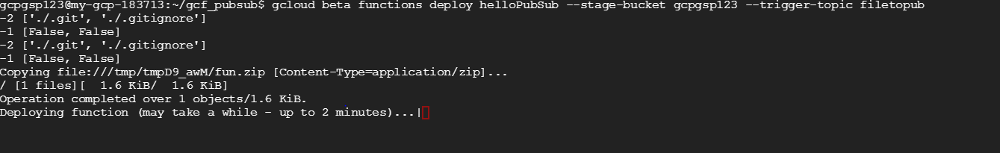 gcpgsp123@my-gcp-183713:~/gcf_pubsub$ gcloud beta functions deploy helloPubSub --stage-bucket gcpgsp123 --trigger-topic filetopub
-2 ['./.git', './.gitignore']
-1 [False, False]
-2 ['./.git', './.gitignore']
-1 [False, False]
Copying file:///tmp/tmpD9_awM/fun.zip [Content-Type=application/zip]...
/ [1 files][  1.6 KiB/  1.6 KiB]
Operation completed over 1 objects/1.6 KiB.
Deploying function (may take a while - up to 2 minutes)...|